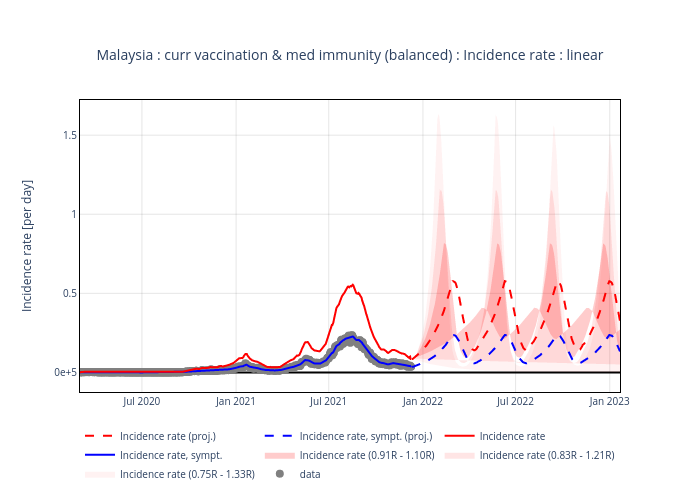 Malaysia : curr vaccination & med immunity (balanced) : Incidence rate : linear
Incidence rate [per day]
1.5
1
0.5
0e+5
Jul 2020
Jan 2021
Jul 2021
Jan 2022
Jul 2022
Jan 2023
Incidence rate (proj.)
Incidence rate, sympt. (proj.)
Incidence rate
Incidence rate, sympt.
Incidence rate (0.91R - 1.10R)
Incidence rate (0.83R - 1.21R)
Incidence rate (0.75R - 1.33R)
data